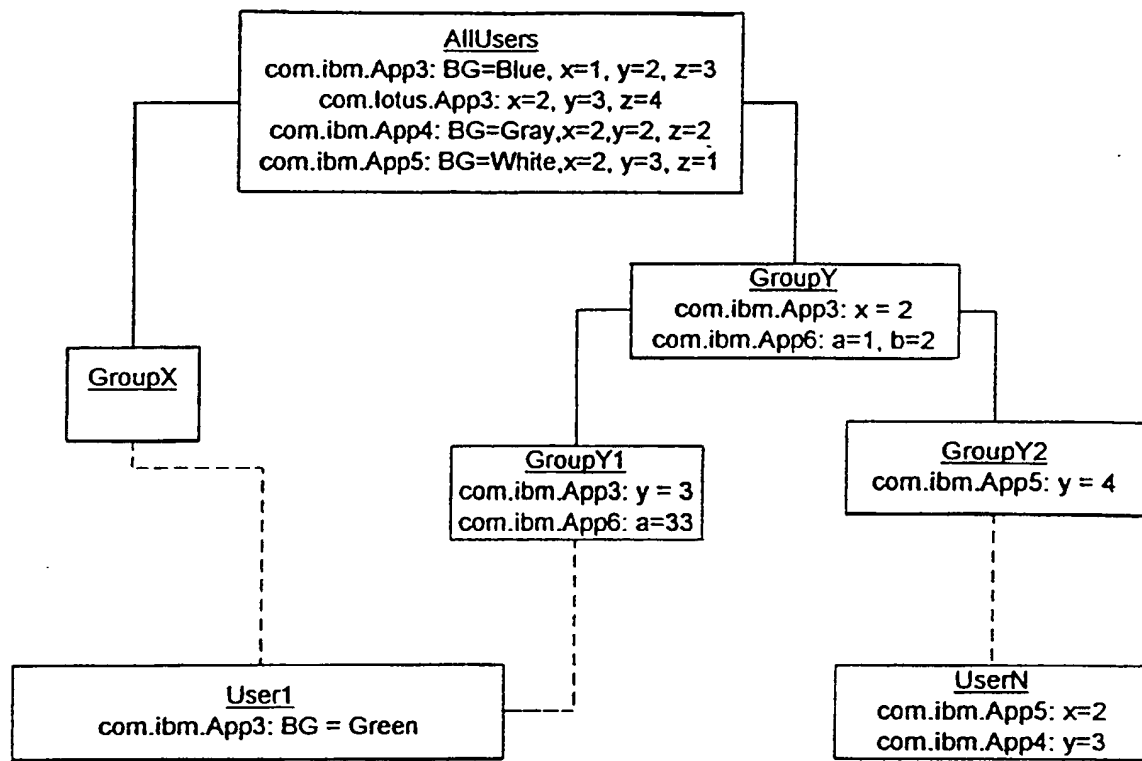 AllUsers
com.ibm.App3: BG=Blue, x=1, y=2, z=3
com.lotus.App3: x=2, y=3, z=4
com.ibm.App4: BG=Gray,x=2,y=2, z=2
com.ibm.App5: BG=White,x=2, y=3, z=1
GroupY
com.ibm.App3: x = 2
com.ibm.App6: a=1, b=2
GroupX
GroupY1
com.ibm.App3: y = 3
com.ibm.App6: a=33
GroupY2
com.ibm.App5: y = 4
User1
com.ibm.App3: BG = Green
UserN
com.ibm.App5: x=2
com.ibm.App4: y=3